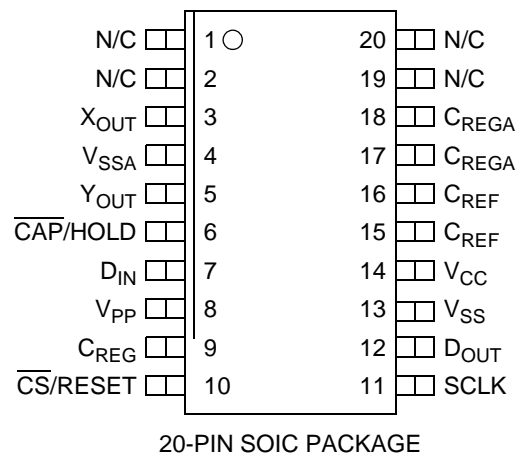 N/C 1 20 N/C
N/C 2 19 N/C
XOUT 3 18 CREGA
VSSA 4 17 CREGA
YOUT 5 16 CREF
CAP/HOLD 6 15 CREF
DIN 7 14 VCC
VPP 8 13 VSS
CREG 9 12 DOUT
CS/RESET 10 11 SCLK
20-PIN SOIC PACKAGE